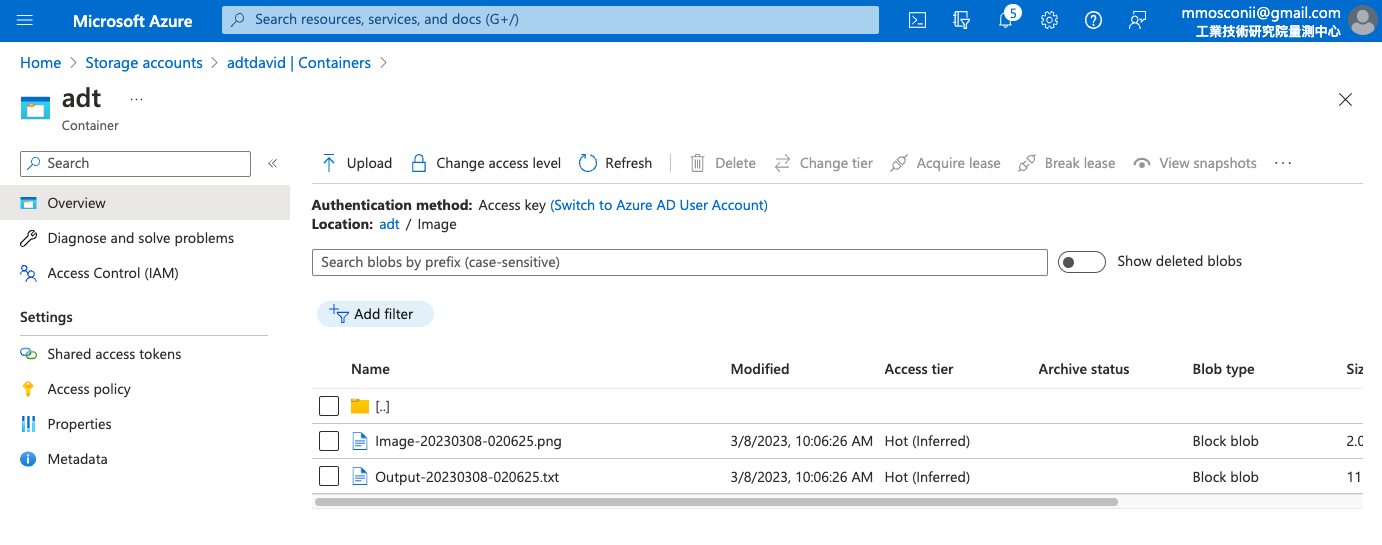 Microsoft Azure
Search resources, services, and docs (G+/)
5
mmosconii@gmail.com
工業技術研究院量測中心
Home > Storage accounts > adtdavid | Containers >
adt ...
Container
Search
«
Upload Change access level Refresh Delete Change tier Acquire lease Break lease View snapshots ...
Overview
Diagnose and solve problems
Access Control (IAM)
Settings
Shared access tokens
Access policy
Properties
Metadata
Authentication method: Access key (Switch to Azure AD User Account)
Location: adt / Image
Search blobs by prefix (case-sensitive)
Show deleted blobs
Add filter
Name Modified Access tier Archive status Blob type
[..]
Image-20230308-020625.png 3/8/2023, 10:06:26 AM Hot (Inferred) Block blob 2.0
Output-20230308-020625.txt 3/8/2023, 10:06:26 AM Hot (Inferred) Block blob 11